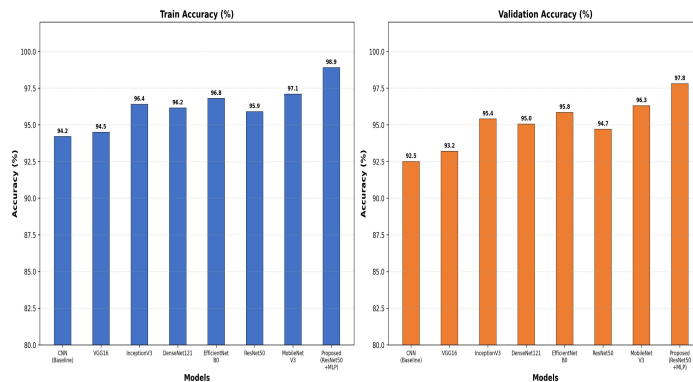 Train Accuracy (%)
Accuracy (%)
100.0
97.5
95.0
92.5
90.0
87.5
85.0
82.5
80.0
94.2
94.5
96.4
96.2
96.8
95.9
97.1
98.9
CNN
(Baseline)
VGG16
InceptionV3
DenseNet121
EfficientNet
B0
ResNet50
MobileNet
V3
Proposed
(ResNet50
+MLP)
Models
Validation Accuracy (%)
Accuracy (%)
100.0
97.5
95.0
92.5
90.0
87.5
85.0
82.5
80.0
92.5
93.2
95.4
95.0
95.8
94.7
96.3
97.8
CNN
(Baseline)
VGG16
InceptionV3
DenseNet121
EfficientNet
B0
ResNet50
MobileNet
V3
Proposed
(ResNet50
+MLP)
Models